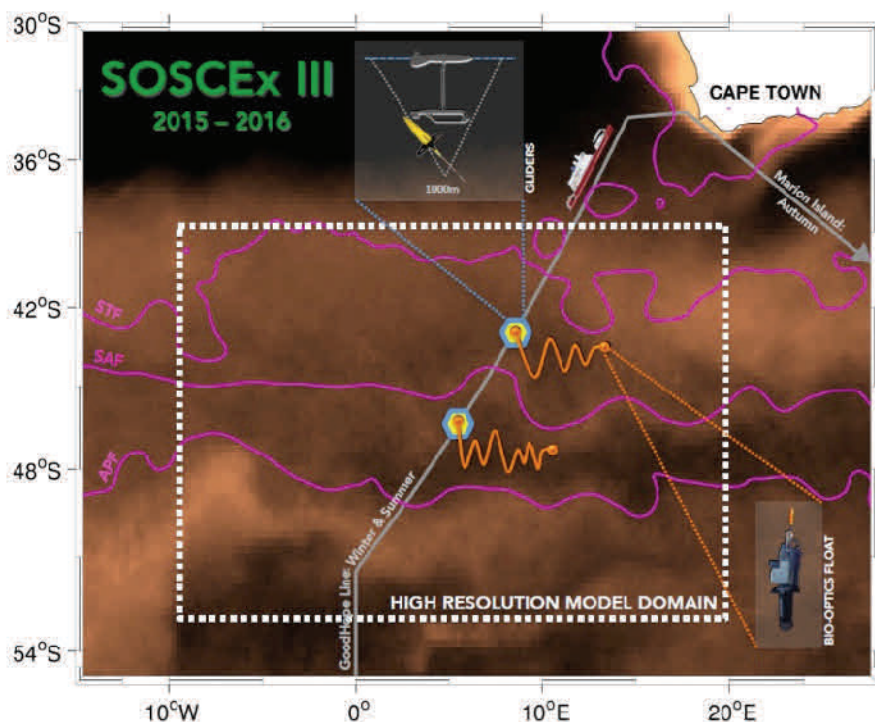 30°S
36°S
42°S
48°S
54°S
SOSCEx III
2015 – 2016
1000m
GLIDERS
CAPE TOWN
Marion Island:
Autumn
9
STF
SAF
APF
GoodHope Line: Winter & Summer
HIGH RESOLUTION MODEL DOMAIN
BIO-OPTICS FLOAT
10°W
0°
10°E
20°E